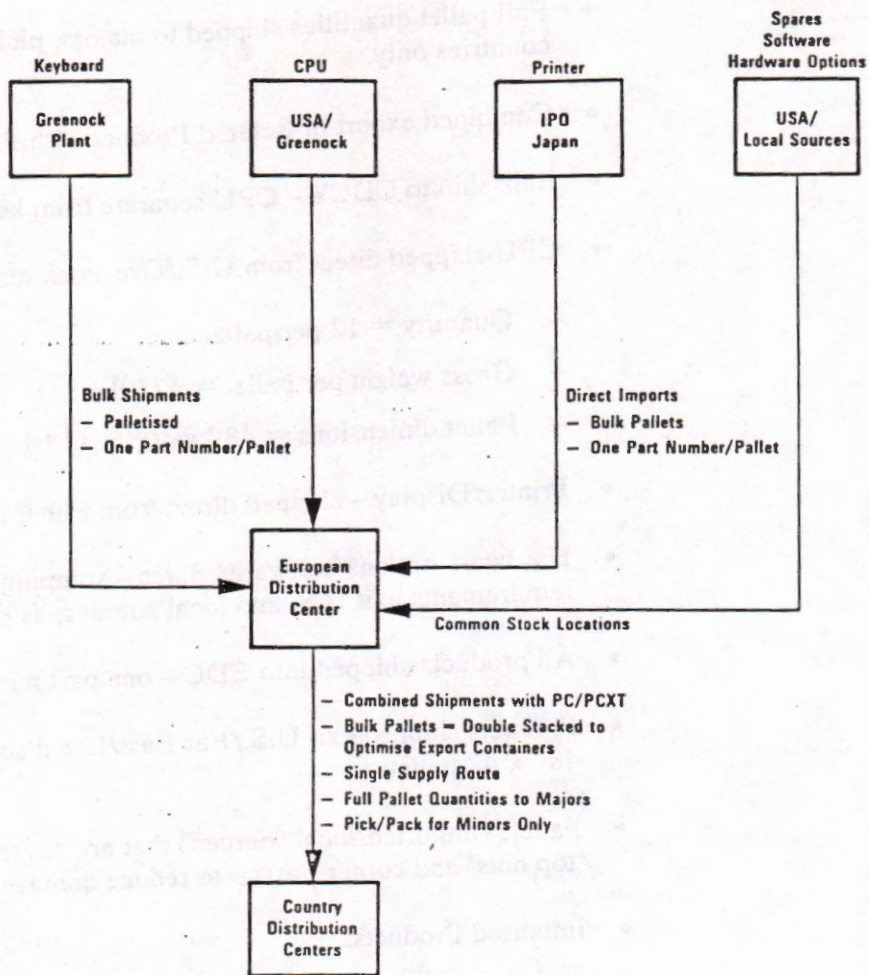 Keyboard
Greenock
Plant
CPU
USA/
Greenock
Printer
IPO
Japan
Spares
Software
Hardware Options
USA/
Local Sources
Bulk Shipments
– Palletised
– One Part Number/Pallet
Direct Imports
– Bulk Pallets
– One Part Number/Pallet
European
Distribution
Center
Common Stock Locations
– Combined Shipments with PC/PCXT
– Bulk Pallets – Double Stacked to
Optimise Export Containers
– Single Supply Route
– Full Pallet Quantities to Majors
– Pick/Pack for Minors Only
Country
Distribution
Centers